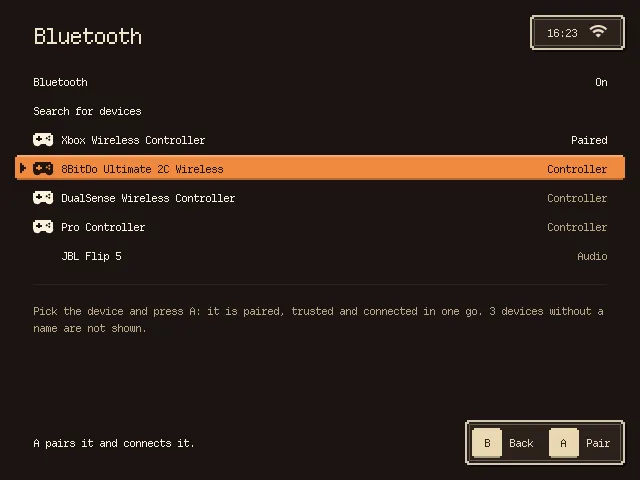 Bluetooth
16:23
Bluetooth On
Search for devices
Xbox Wireless Controller Paired
8BitDo Ultimate 2C Wireless Controller
DualSense Wireless Controller Controller
Pro Controller Controller
JBL Flip 5 Audio
Pick the device and press A: it is paired, trusted and connected in one go. 3 devices without a
name are not shown.
A pairs it and connects it.
B Back A Pair